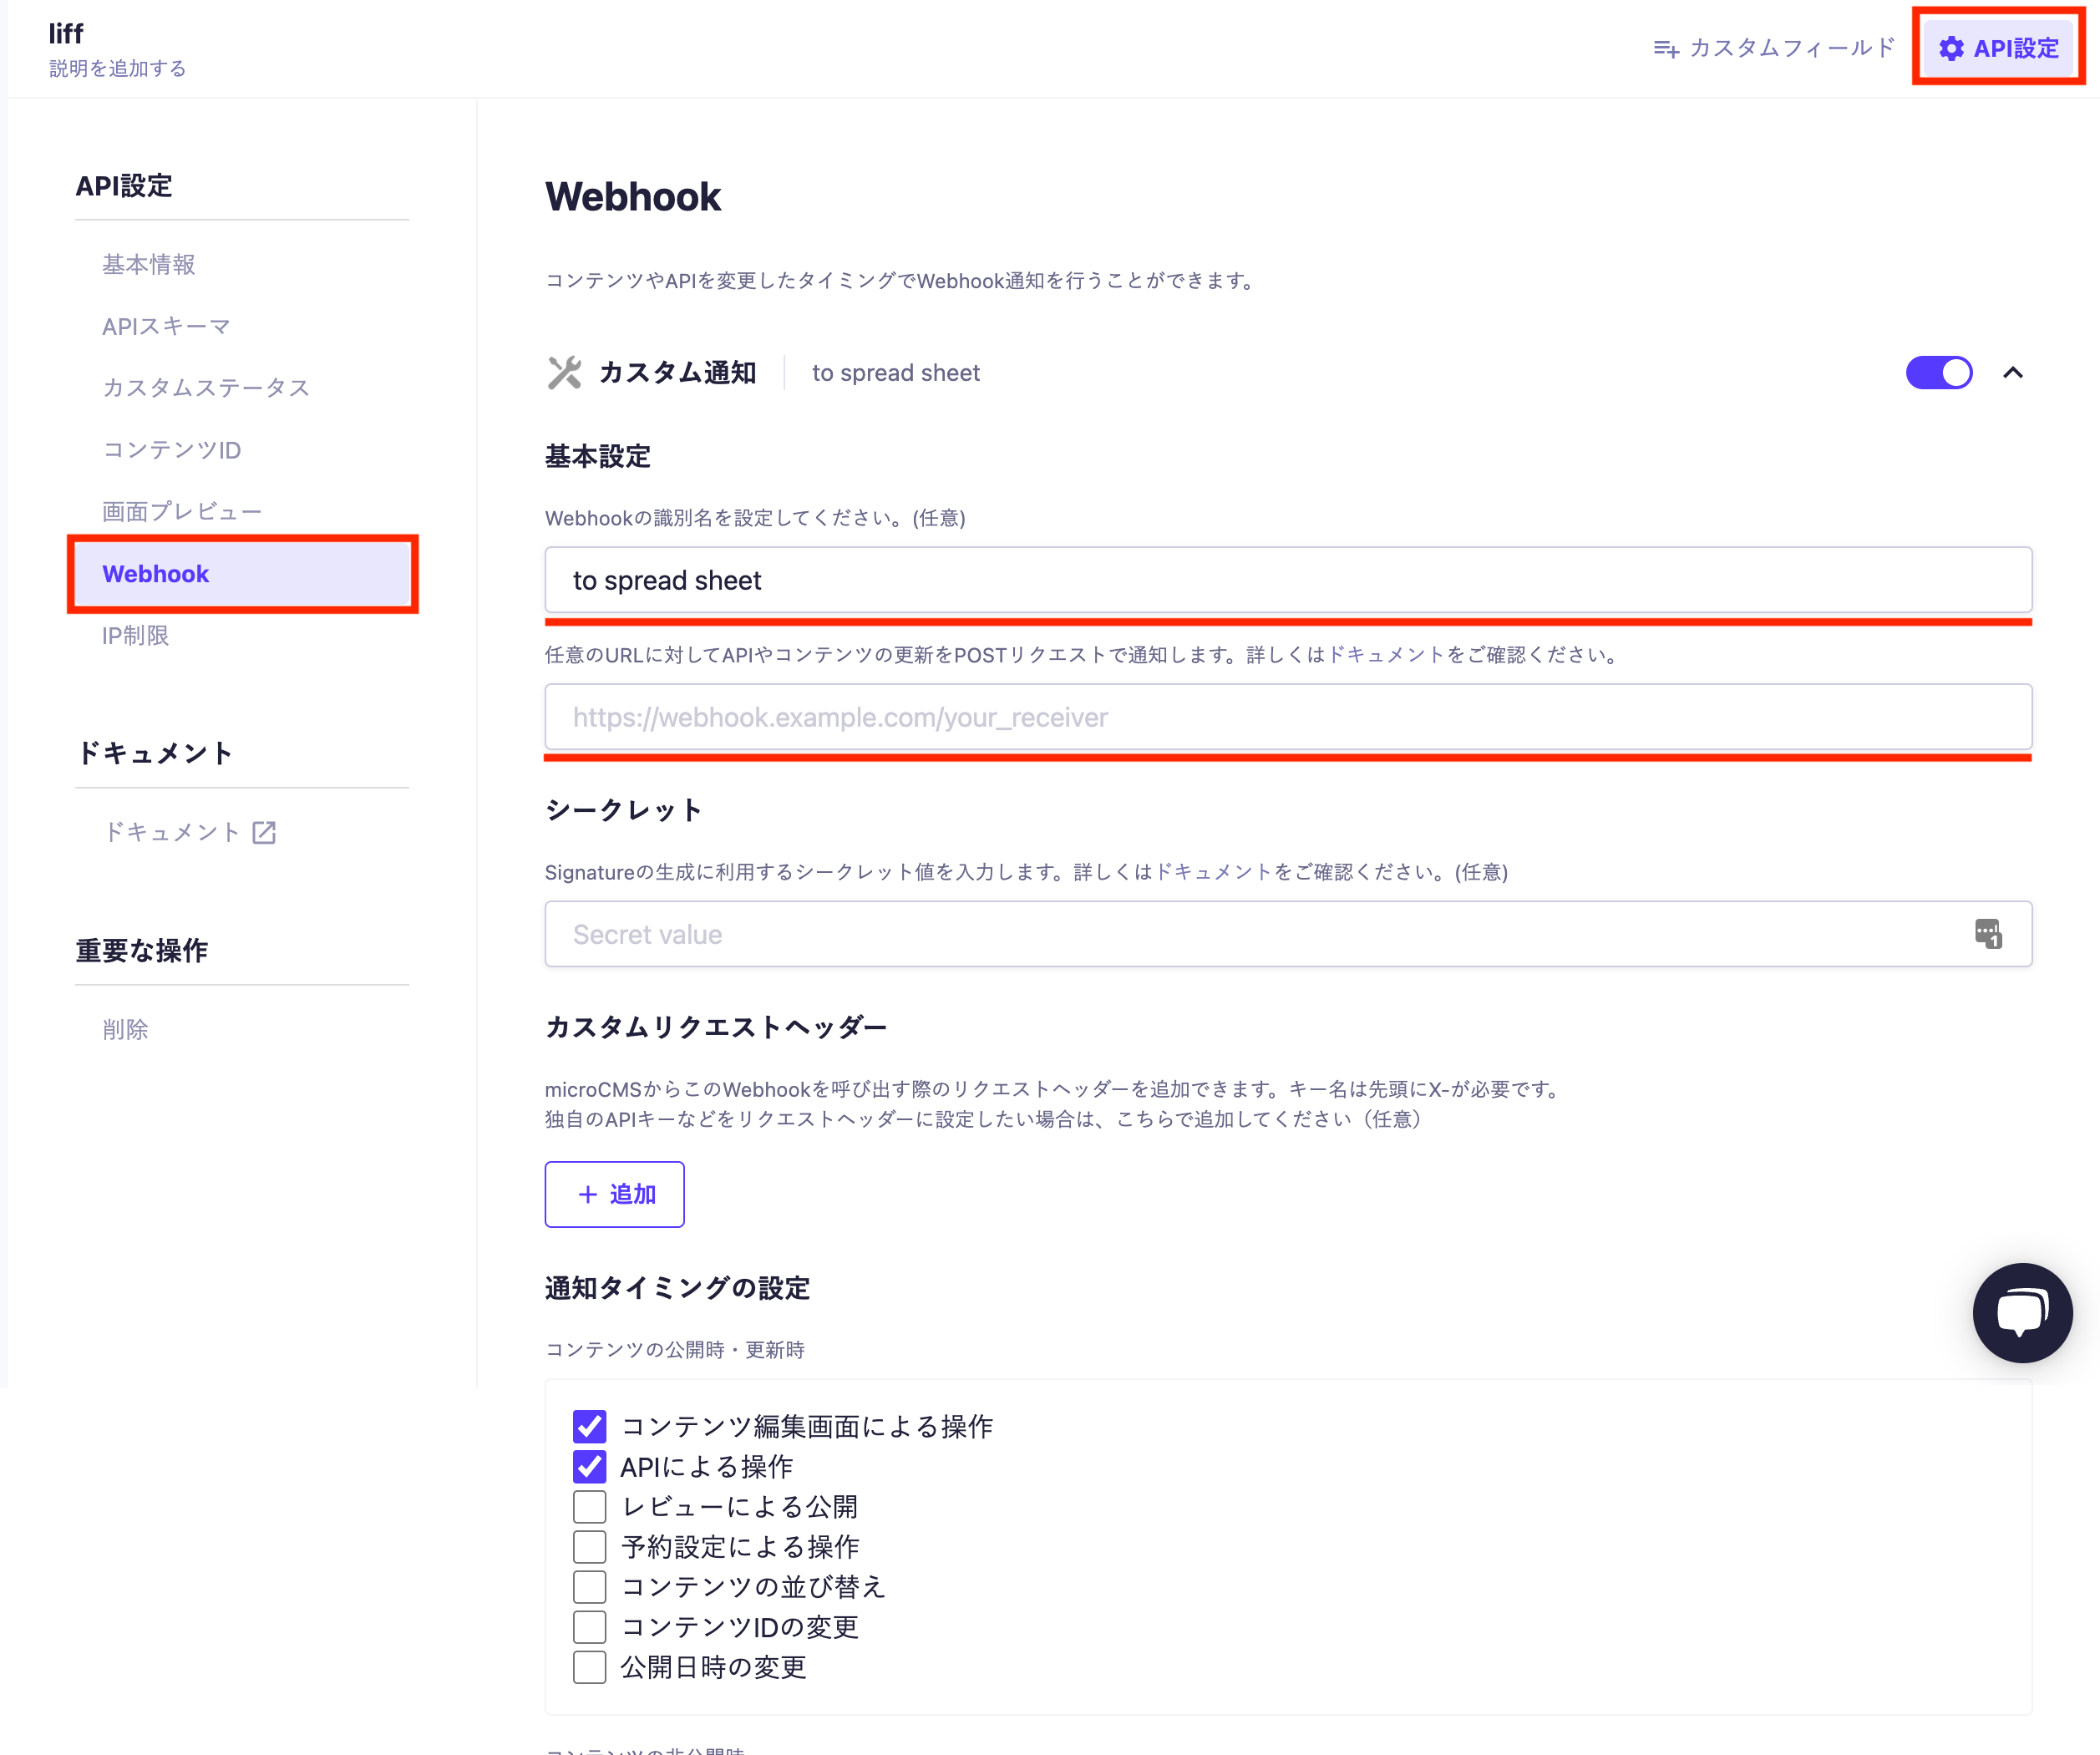 liff
説明を追加する
カスタムフィールド
API設定
API設定
基本情報
APIスキーマ
カスタムステータス
コンテンツID
画面プレビュー
Webhook
IP制限
ドキュメント
ドキュメント
重要な操作
削除
Webhook
コンテンツやAPIを変更したタイミングでWebhook通知を行うことができます。
カスタム通知
to spread sheet
基本設定
Webhookの識別名を設定してください。(任意)
to spread sheet
任意のURLに対してAPIやコンテンツの更新をPOSTリクエストで通知します。詳しくはドキュメントをご確認ください。
https://webhook.example.com/your_receiver
シークレット
Signatureの生成に利用するシークレット値を入力します。詳しくはドキュメントをご確認ください。(任意)
Secret value
1
カスタムリクエストヘッダー
microCMSからこのWebhookを呼び出す際のリクエストヘッダーを追加できます。キー名は先頭にX-が必要です。
独自のAPIキーなどをリクエストヘッダーに設定したい場合は、こちらで追加してください（任意）
+ 追加
通知タイミングの設定
コンテンツの公開時・更新時
コンテンツ編集画面による操作
APIによる操作
レビューによる公開
予約設定による操作
コンテンツの並び替え
コンテンツIDの変更
公開日時の変更
コンテンツの非公開時